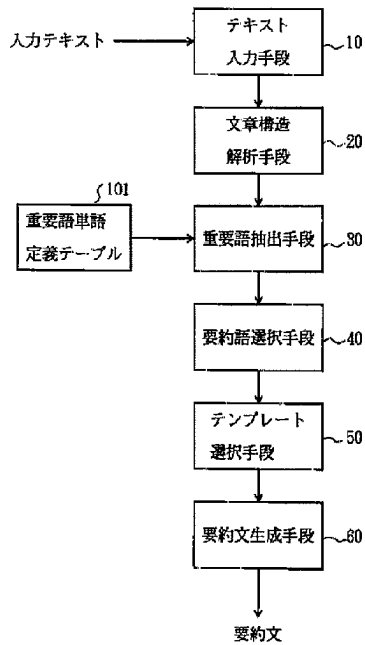 テキスト
入力手段
10
入力テキスト
文章構造
解析手段
20
101
重要語単語
定義テーブル
重要語抽出手段
30
要約語選択手段
40
テンプレート
選択手段
50
要約文生成手段
60
要約文